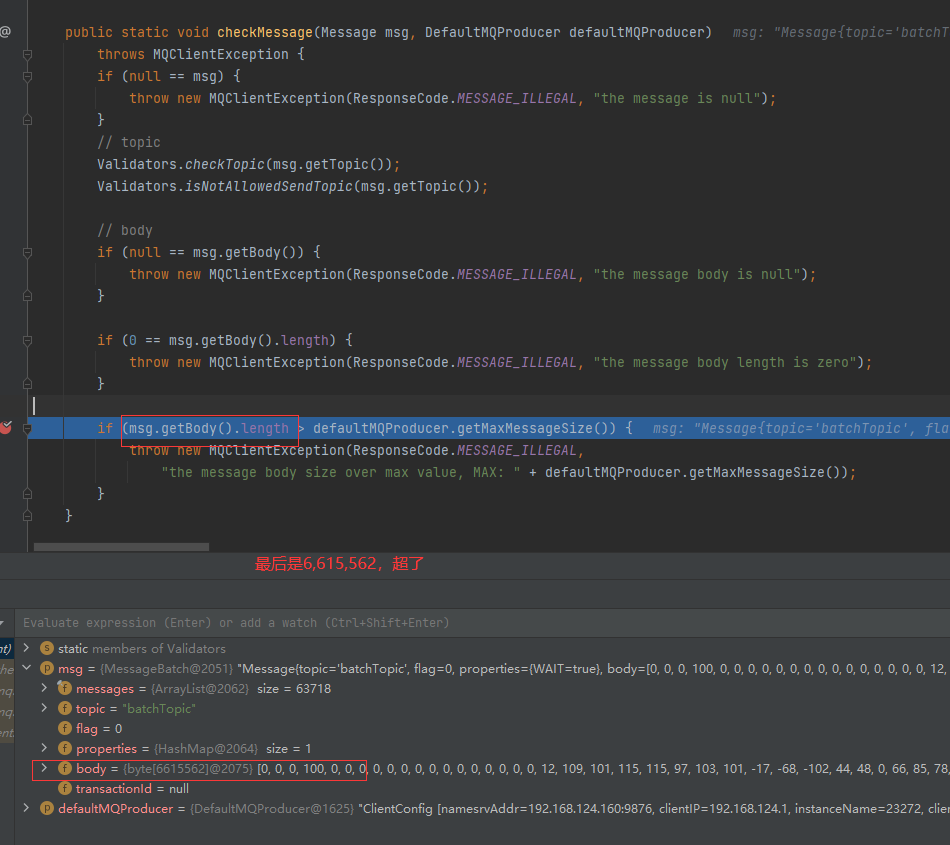 public static void checkMessage(Message msg, DefaultMQProducer defaultMQProducer) msg: "Message{topic='batchT
throws MQClientException {
if (null == msg) {
throw new MQClientException(ResponseCode.MESSAGE_ILLEGAL, "the message is null");
}
// topic
Validators.checkTopic(msg.getTopic());
Validators.isNotAllowedSendTopic(msg.getTopic());
// body
if (null == msg.getBody()) {
throw new MQClientException(ResponseCode.MESSAGE_ILLEGAL, "the message body is null");
}
if (0 == msg.getBody().length) {
throw new MQClientException(ResponseCode.MESSAGE_ILLEGAL, "the message body length is zero");
}
if (msg.getBody().length > defaultMQProducer.getMaxMessageSize()) { msg: "Message{topic='batchTopic', fla
throw new MQClientException(ResponseCode.MESSAGE_ILLEGAL,
"the message body size over max value, MAX: " + defaultMQProducer.getMaxMessageSize());
}
}
最后是6,615,562，超了
Evaluate expression (Enter) or add a watch (Ctrl+Shift+Enter)
static members of Validators
msg = {MessageBatch@2051} "Message{topic='batchTopic', flag=0, properties={WAIT=true}, body=[0, 0, 0, 100, 0, 0, 0, 0, 0, 0, 0, 0, 0, 0, 0, 0, 0, 0, 0, 0, 12,
messages = {ArrayList@2062} size = 63718
topic = "batchTopic"
flag = 0
properties = {HashMap@2064} size = 1
body = {byte[6615562]@2075} [0, 0, 0, 100, 0, 0, 0, 0, 0, 0, 0, 0, 0, 0, 0, 0, 0, 0, 0, 0, 12, 109, 101, 115, 115, 97, 103, 101, -17, -68, -102, 44, 48, 0, 66, 85, 78,
transactionId = null
defaultMQProducer = {DefaultMQProducer@1625} "ClientConfig [namesrvAddr=192.168.124.160:9876, clientIP=192.168.124.1, instanceName=23272, clien